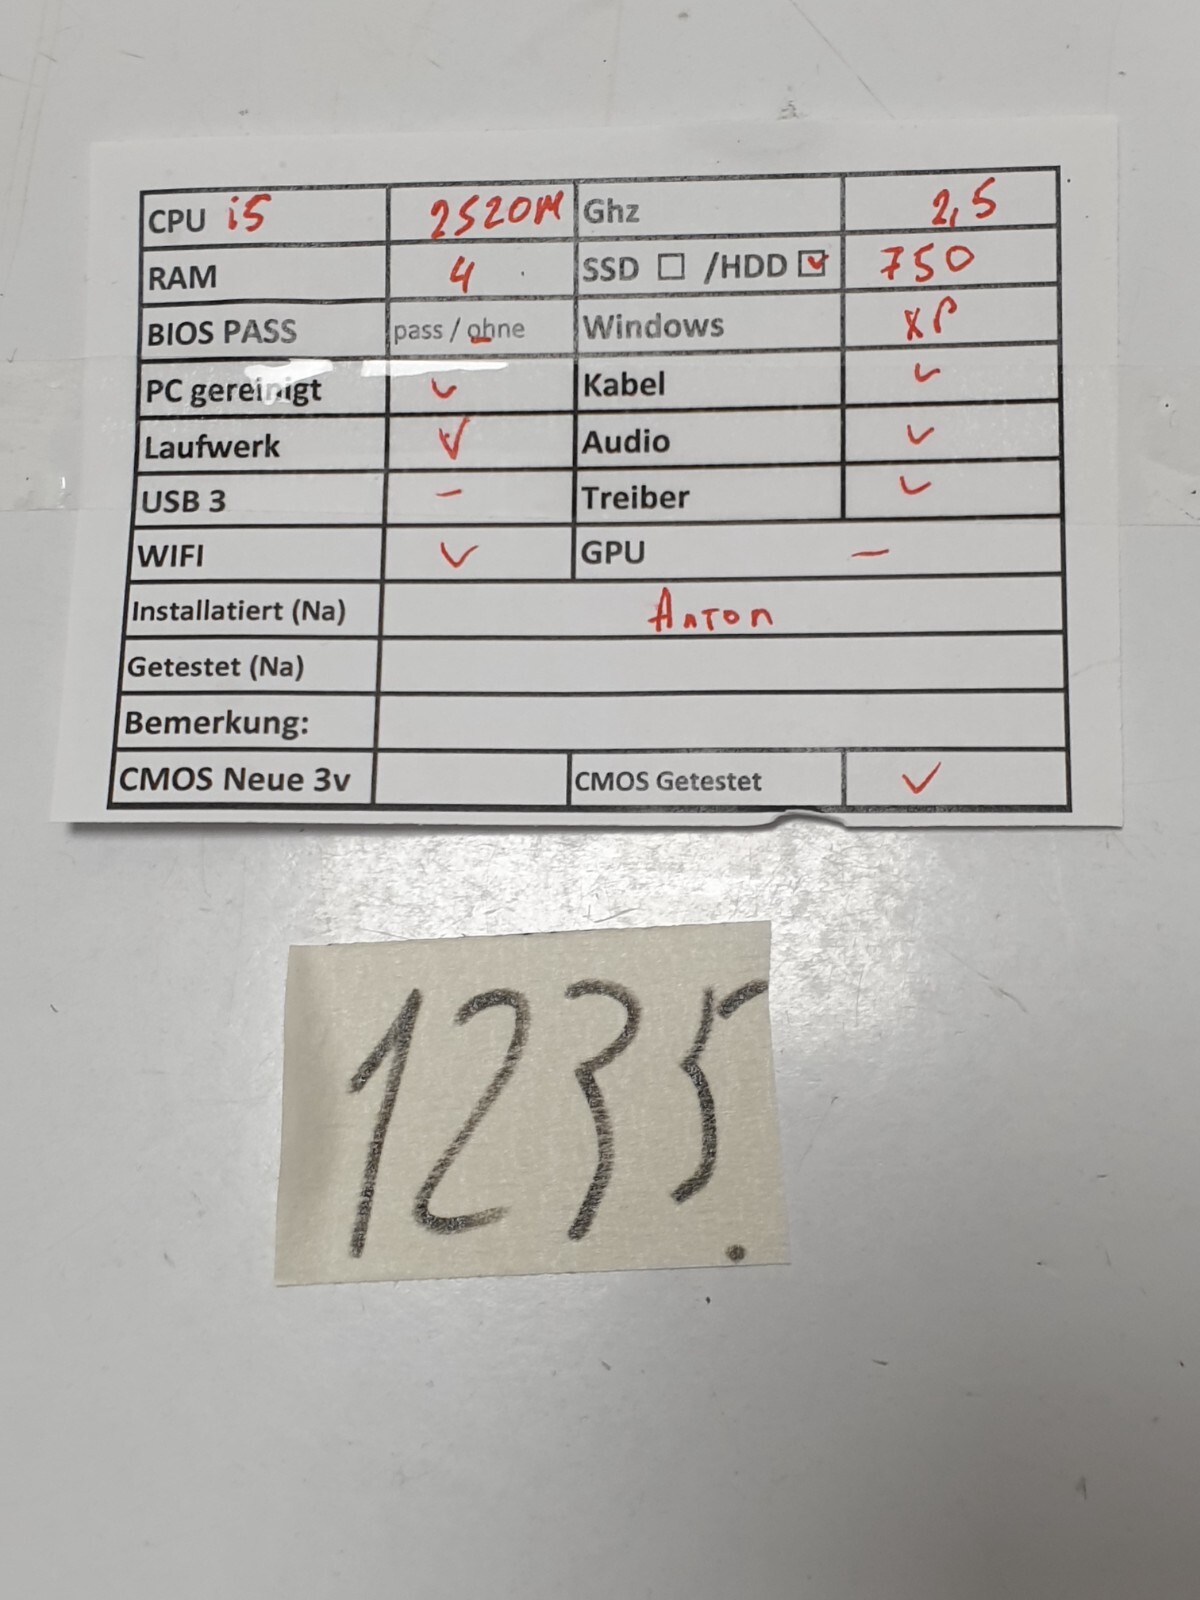 CPU i5 2520M Ghz 2,5
RAM 4 SSD ☐ /HDD ☑ 750
BIOS PASS pass / ohne Windows XP
PC gereinigt ✓ Kabel ✓
Laufwerk ✓ Audio ✓
USB 3 – Treiber ✓
WIFI ✓ GPU –
Installatiert (Na) Anton
Getestet (Na)
Bemerkung:
CMOS Neue 3v CMOS Getestet ✓
1235.